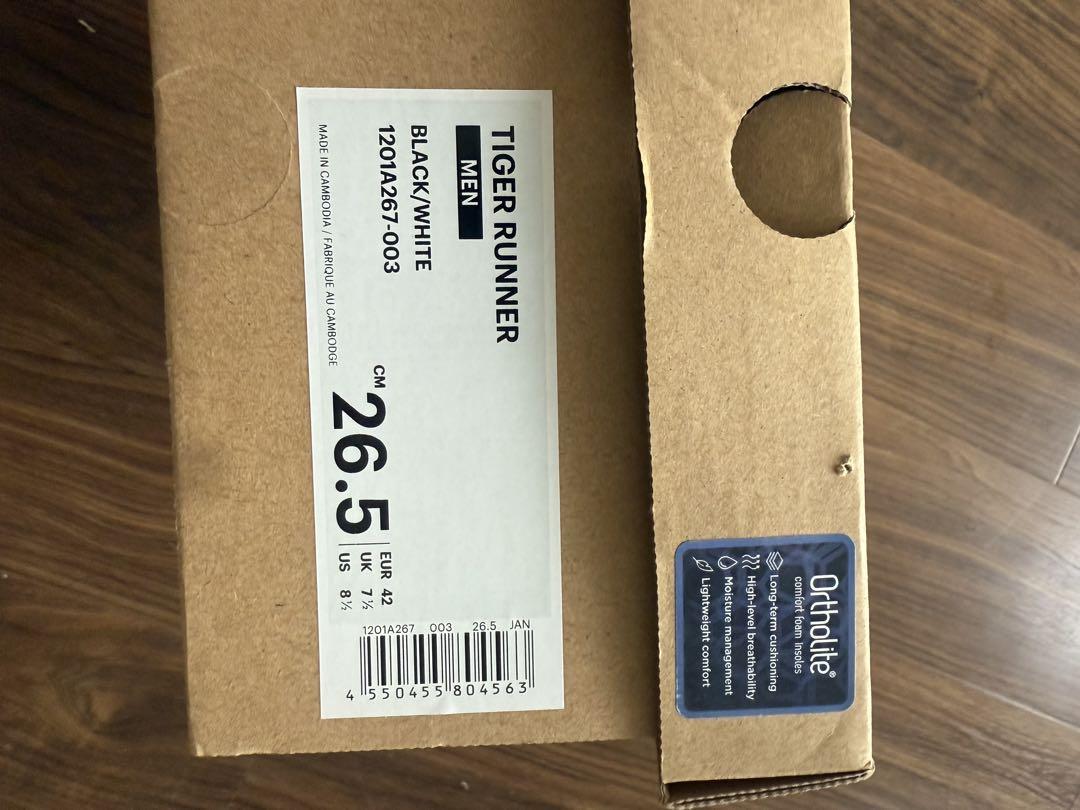 Ortholite®
comfort foam insoles
Long-term cushioning
High-level breathability
Moisture management
Lightweight comfort
TIGER RUNNER
MEN
BLACK/WHITE
1201A267-003
MADE IN CAMBODIA / FABRIQUE AU CAMBODGE
CM 26.5
EUR 42
UK 7½
US 8½
1201A267 003 26.5 JAN
4 550455 804563